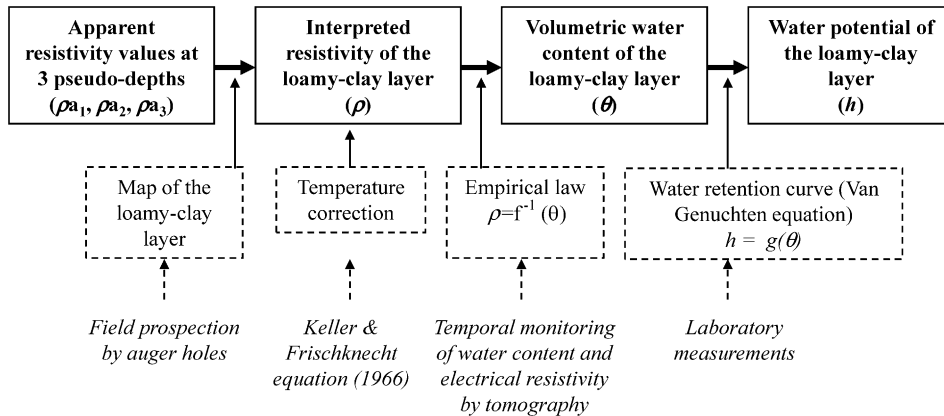 Apparent
resistivity values at
3 pseudo-depths
(ρa₁, ρa₂, ρa₃)
Interpreted
resistivity of the
loamy-clay layer
(ρ)
Volumetric water
content of the
loamy-clay layer
(θ)
Water potential of
the loamy-clay
layer
(h)
Map of the
loamy-clay
layer
Temperature
correction
Empirical law
ρ=f⁻¹ (θ)
Water retention curve (Van
Genuchten equation)
h = g(θ)
Field prospection
by auger holes
Keller &
Frischknecht
equation (1966)
Temporal monitoring
of water content and
electrical resistivity
by tomography
Laboratory
measurements